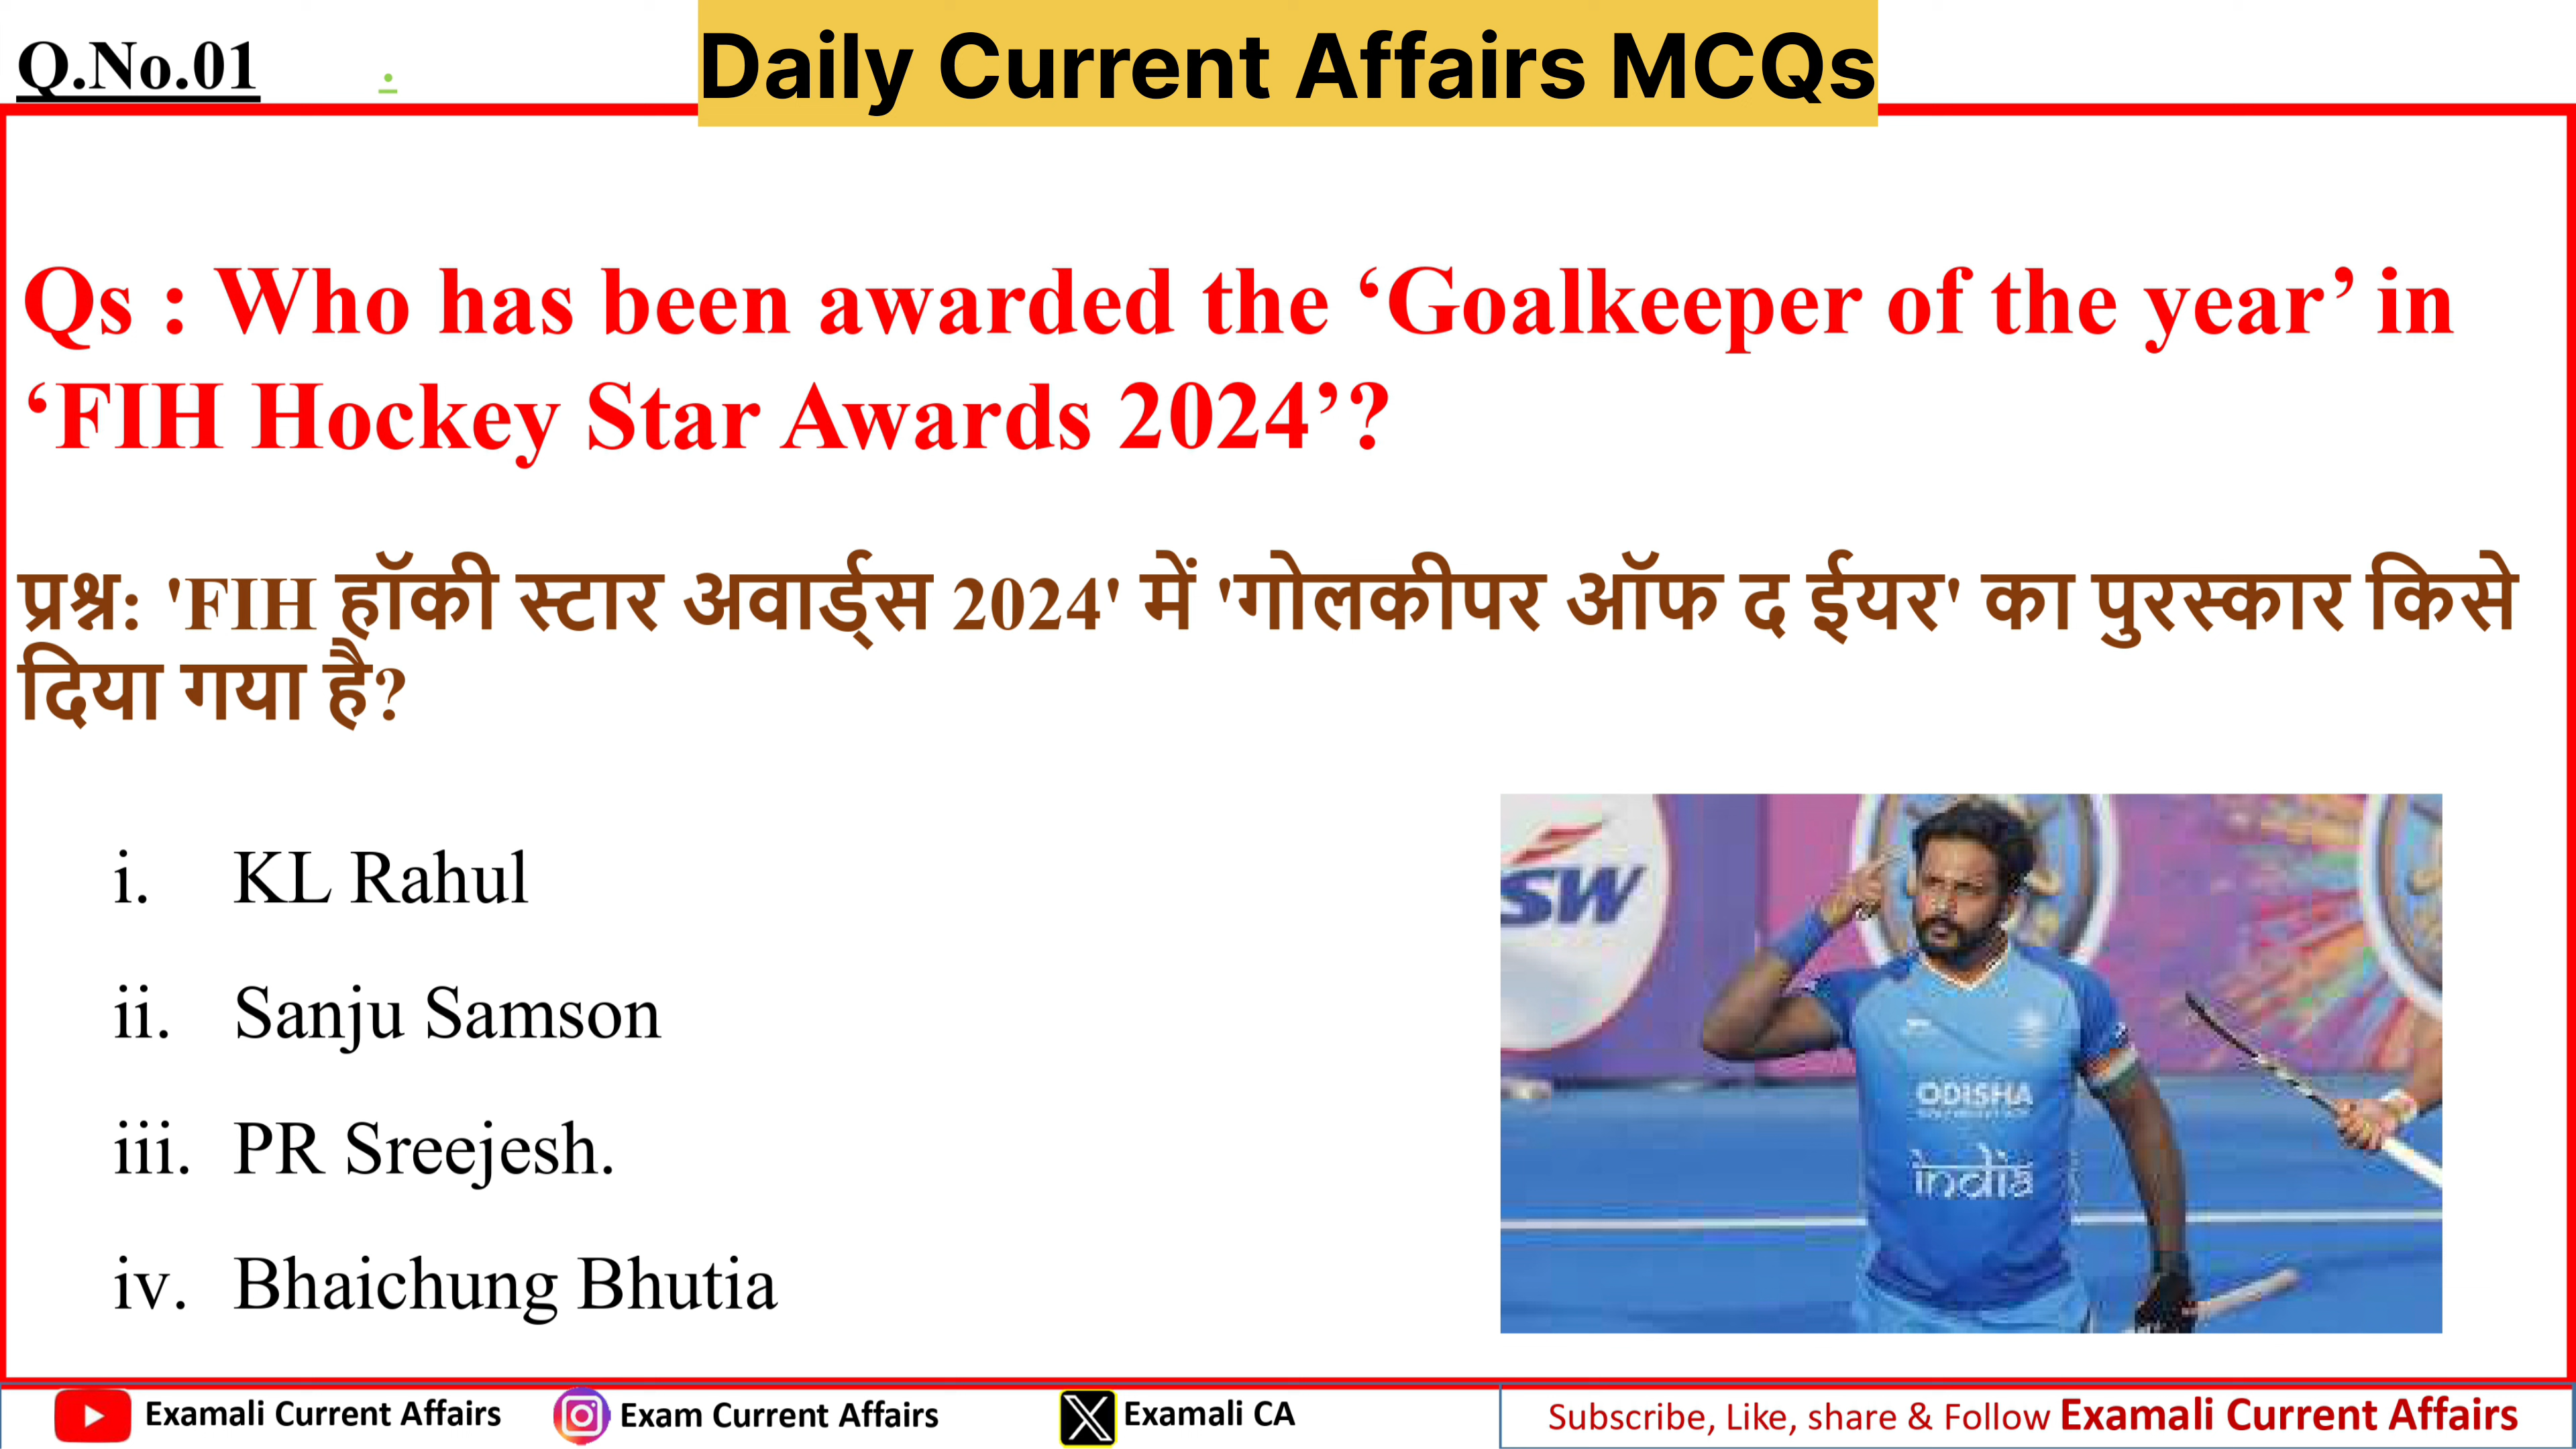 Q.No.01 .
Daily Current Affairs MCQs
Qs : Who has been awarded the ‘Goalkeeper of the year’ in
‘FIH Hockey Star Awards 2024’?
प्रश्न: 'FIH हॉकी स्टार अवार्ड्स 2024' में 'गोलकीपर ऑफ द ईयर' का पुरस्कार किसे
दिया गया है?
i. KL Rahul
ii. Sanju Samson
iii. PR Sreejesh.
iv. Bhaichung Bhutia
SW
ODISHA
india
Examali Current Affairs
Exam Current Affairs
Examali CA
Subscribe, Like, share & Follow Examali Current Affairs